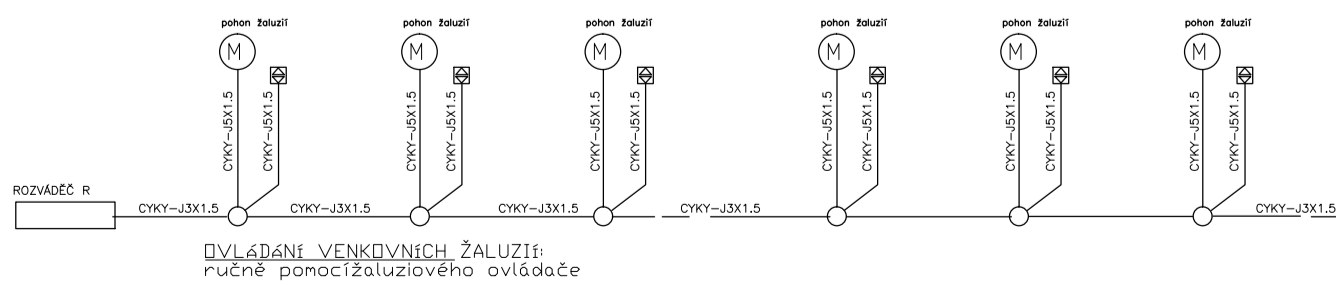 pohon žaluzií pohon žaluzií pohon žaluzií pohon žaluzií pohon žaluzií pohon žaluzií
M M M M M M
CYKY-J5X1.5 CYKY-J5X1.5 CYKY-J5X1.5 CYKY-J5X1.5 CYKY-J5X1.5 CYKY-J5X1.5 CYKY-J5X1.5 CYKY-J5X1.5 CYKY-J5X1.5 CYKY-J5X1.5 CYKY-J5X1.5 CYKY-J5X1.5
ROZVÁDĚČ R
CYKY-J3X1.5 CYKY-J3X1.5 CYKY-J3X1.5 CYKY-J3X1.5 CYKY-J3X1.5
OVLáDáNí VENKOVNíCH ŽALUZIí:
ručně pomocížaluziového ovládače